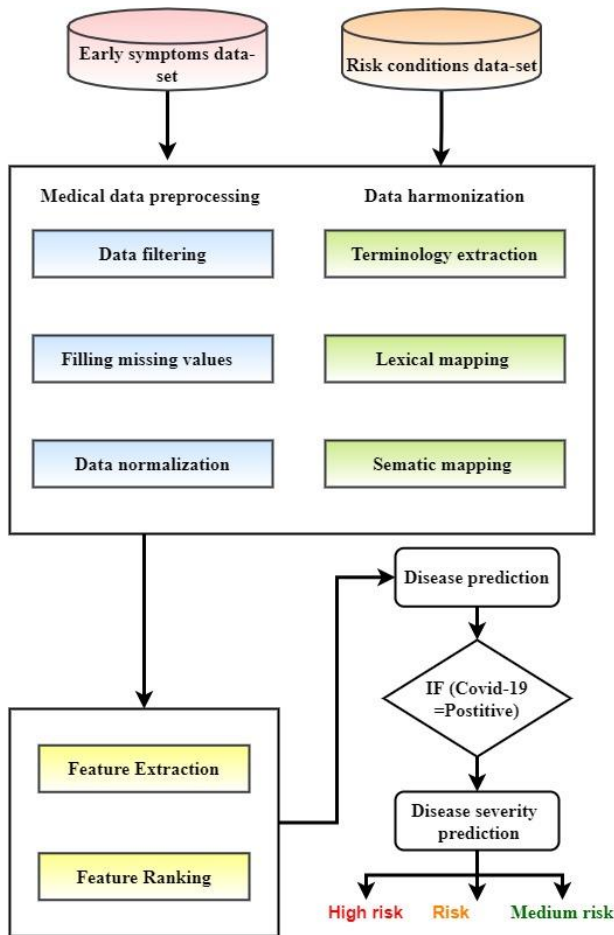 Early symptoms data-
set
Risk conditions data-set
Medical data preprocessing
Data harmonization
Data filtering
Terminology extraction
Filling missing values
Lexical mapping
Data normalization
Sematic mapping
Disease prediction
IF (Covid-19
=Postitive)
Feature Extraction
Disease severity
prediction
Feature Ranking
High risk
Risk
Medium risk